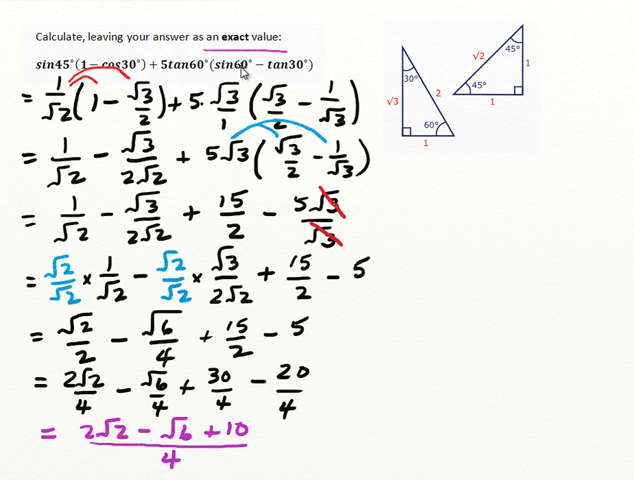 Calculate, leaving your answer as an exact value:
sin45°(1 − cos30°) + 5tan60°(sin60° − tan30°)
= 1/√2 (1 − √3/2) + 5·√3/1 (√3/2 − 1/√3)
= 1/√2 − √3/2√2 + 5√3 (√3/2 − 1/√3)
= 1/√2 − √3/2√2 + 15/2 − 5√3/√3
= √2/√2 × 1/√2 − √2/√2 × √3/2√2 + 15/2 − 5
= √2/2 − √6/4 + 15/2 − 5
= 2√2/4 − √6/4 + 30/4 − 20/4
= 2√2 − √6 + 10/4
30°
√3
2
60°
1
√2
45°
1
45°
1